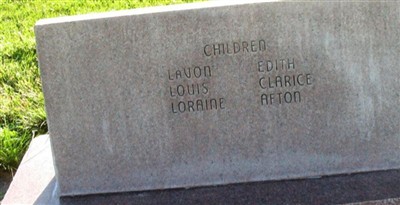 CHILDREN
LAVON EDITH
LOUIS CLARICE
LORAINE AFTON